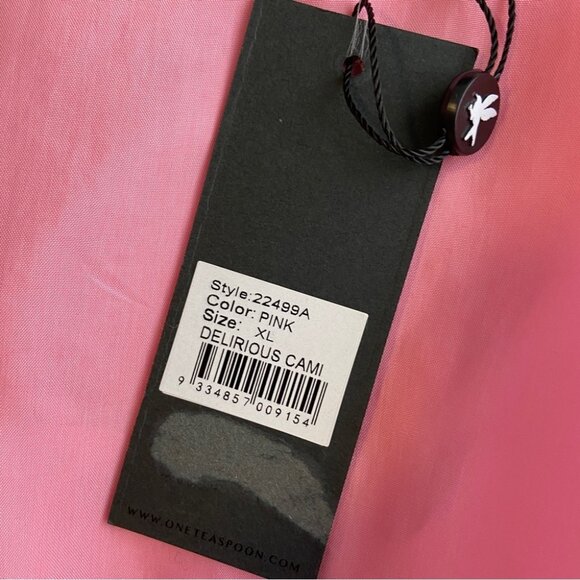 Style:22499A
Color: PINK
Size: XL
DELIRIOUS CAMI
9 334857 009154
WWW.ONETEASPOON.COM